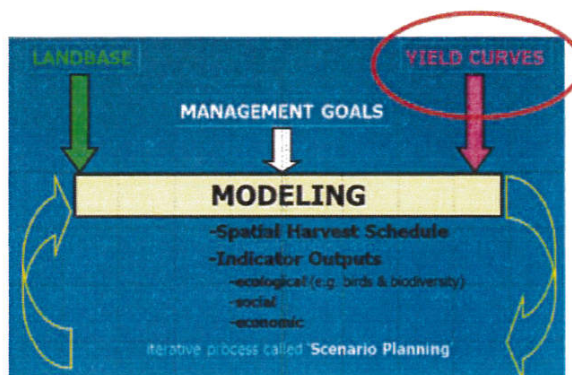 LANDBASE
YIELD CURVES
MANAGEMENT GOALS
MODELING
-Spatial Harvest Schedule
-Indicator Outputs
-ecological (e.g. birds & biodiversity)
-social
-economic
iterative process called 'Scenario Planning'